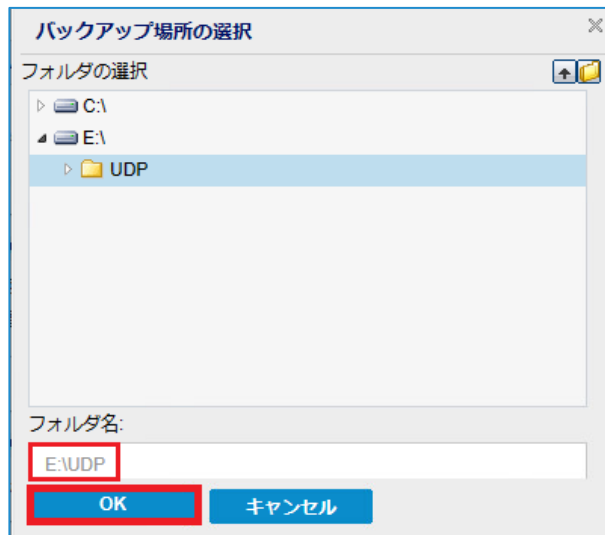 バックアップ場所の選択
フォルダの選択
C:\
E:\
UDP
フォルダ名:
E:\UDP
OK キャンセル